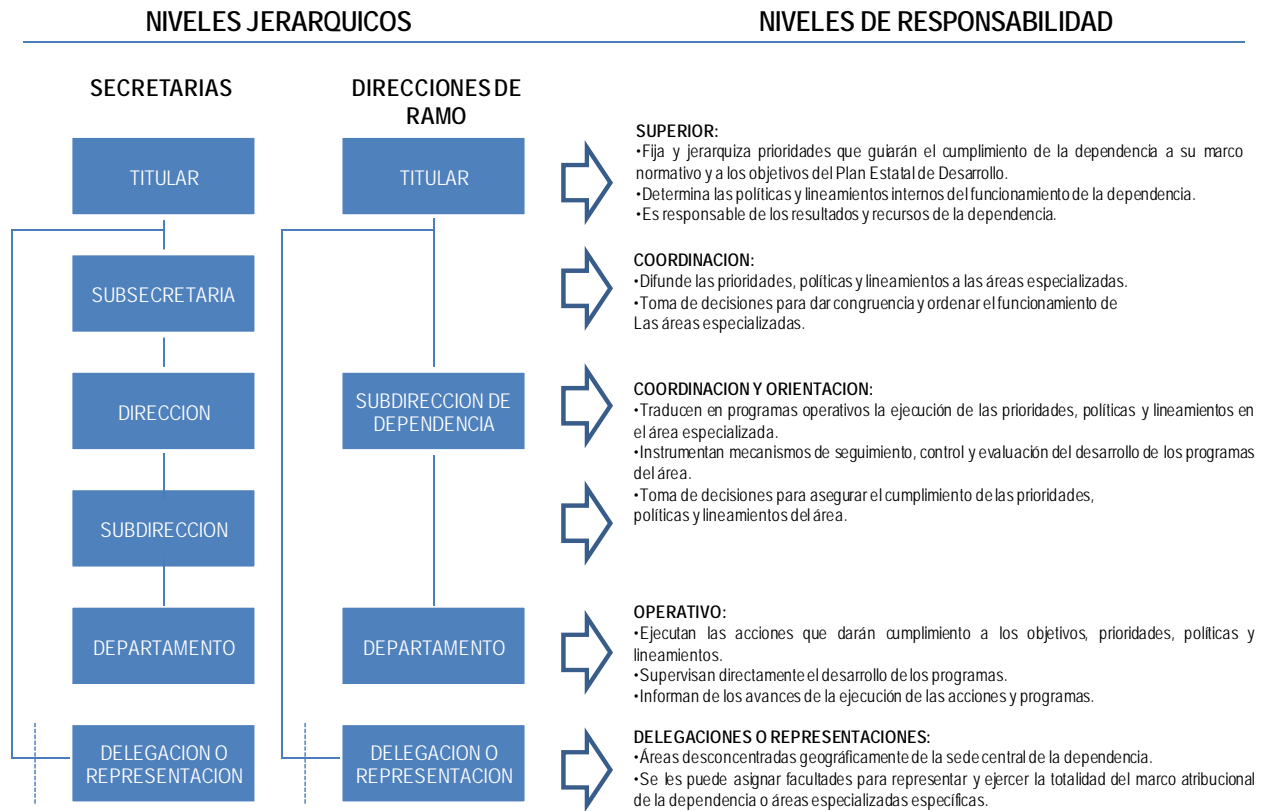 NIVELES JERARQUICOS
NIVELES DE RESPONSABILIDAD
SECRETARIAS
DIRECCIONES DE
RAMO
TITULAR
TITULAR
SUPERIOR:
•Fija y jerarquiza prioridades que guiarán el cumplimiento de la dependencia a su marco
normativo y a los objetivos del Plan Estatal de Desarrollo.
•Determina las políticas y lineamientos internos del funcionamiento de la dependencia.
•Es responsable de los resultados y recursos de la dependencia.
SUBSECRETARIA
COORDINACION:
•Difunde las prioridades, políticas y lineamientos a las áreas especializadas.
•Toma de decisiones para dar congruencia y ordenar el funcionamiento de
Las áreas especializadas.
DIRECCION
SUBDIRECCION DE
DEPENDENCIA
COORDINACION Y ORIENTACION:
•Traducen en programas operativos la ejecución de las prioridades, políticas y lineamientos en
el área especializada.
•Instrumentan mecanismos de seguimiento, control y evaluación del desarrollo de los programas
del área.
•Toma de decisiones para asegurar el cumplimiento de las prioridades,
políticas y lineamientos del área.
SUBDIRECCION
DEPARTAMENTO
DEPARTAMENTO
OPERATIVO:
•Ejecutan las acciones que darán cumplimiento a los objetivos, prioridades, políticas y
lineamientos.
•Supervisan directamente el desarrollo de los programas.
•Informan de los avances de la ejecución de las acciones y programas.
DELEGACION O
REPRESENTACION
DELEGACION O
REPRESENTACION
DELEGACIONES O REPRESENTACIONES:
•Áreas desconcentradas geográficamente de la sede central de la dependencia.
•Se les puede asignar facultades para representar y ejercer la totalidad del marco atribucional
de la dependencia o áreas especializadas específicas.